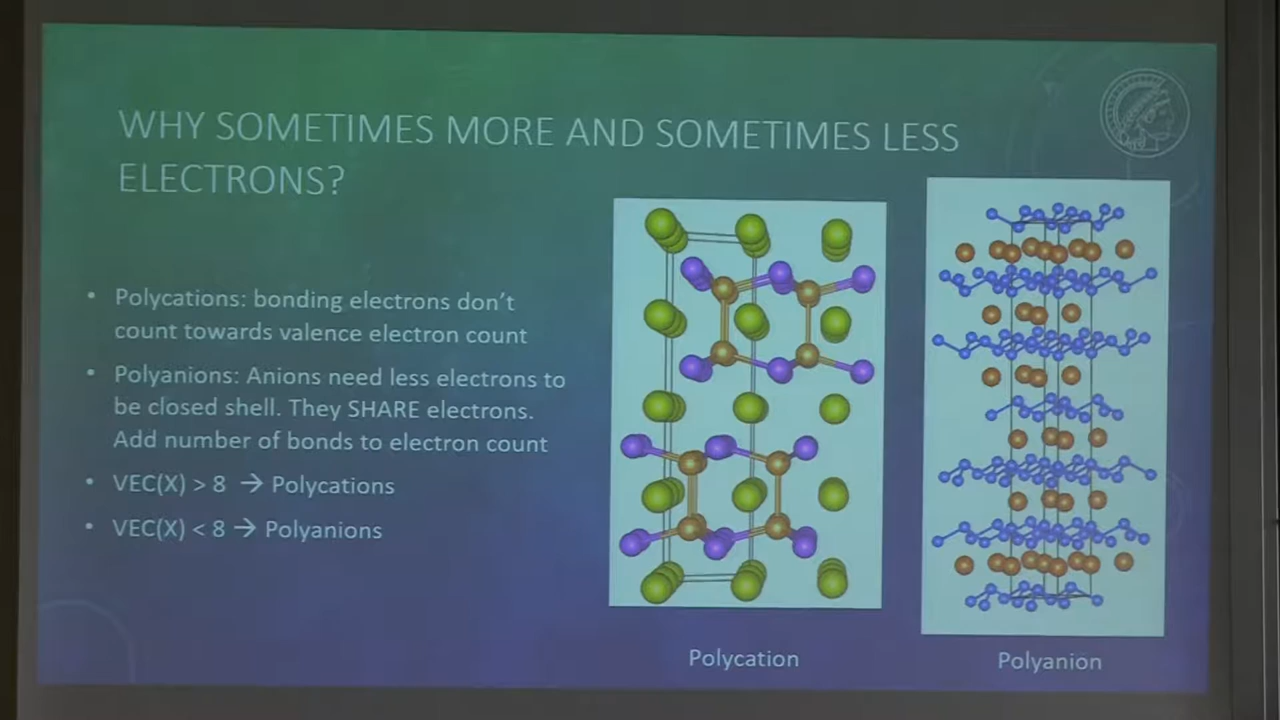 WHY SOMETIMES MORE AND SOMETIMES LESS
ELECTRONS?
• Polycations: bonding electrons don't
count towards valence electron count
• Polyanions: Anions need less electrons to
be closed shell. They SHARE electrons.
Add number of bonds to electron count
• VEC(X) > 8 → Polycations
• VEC(X) < 8 → Polyanions
Polycation
Polyanion